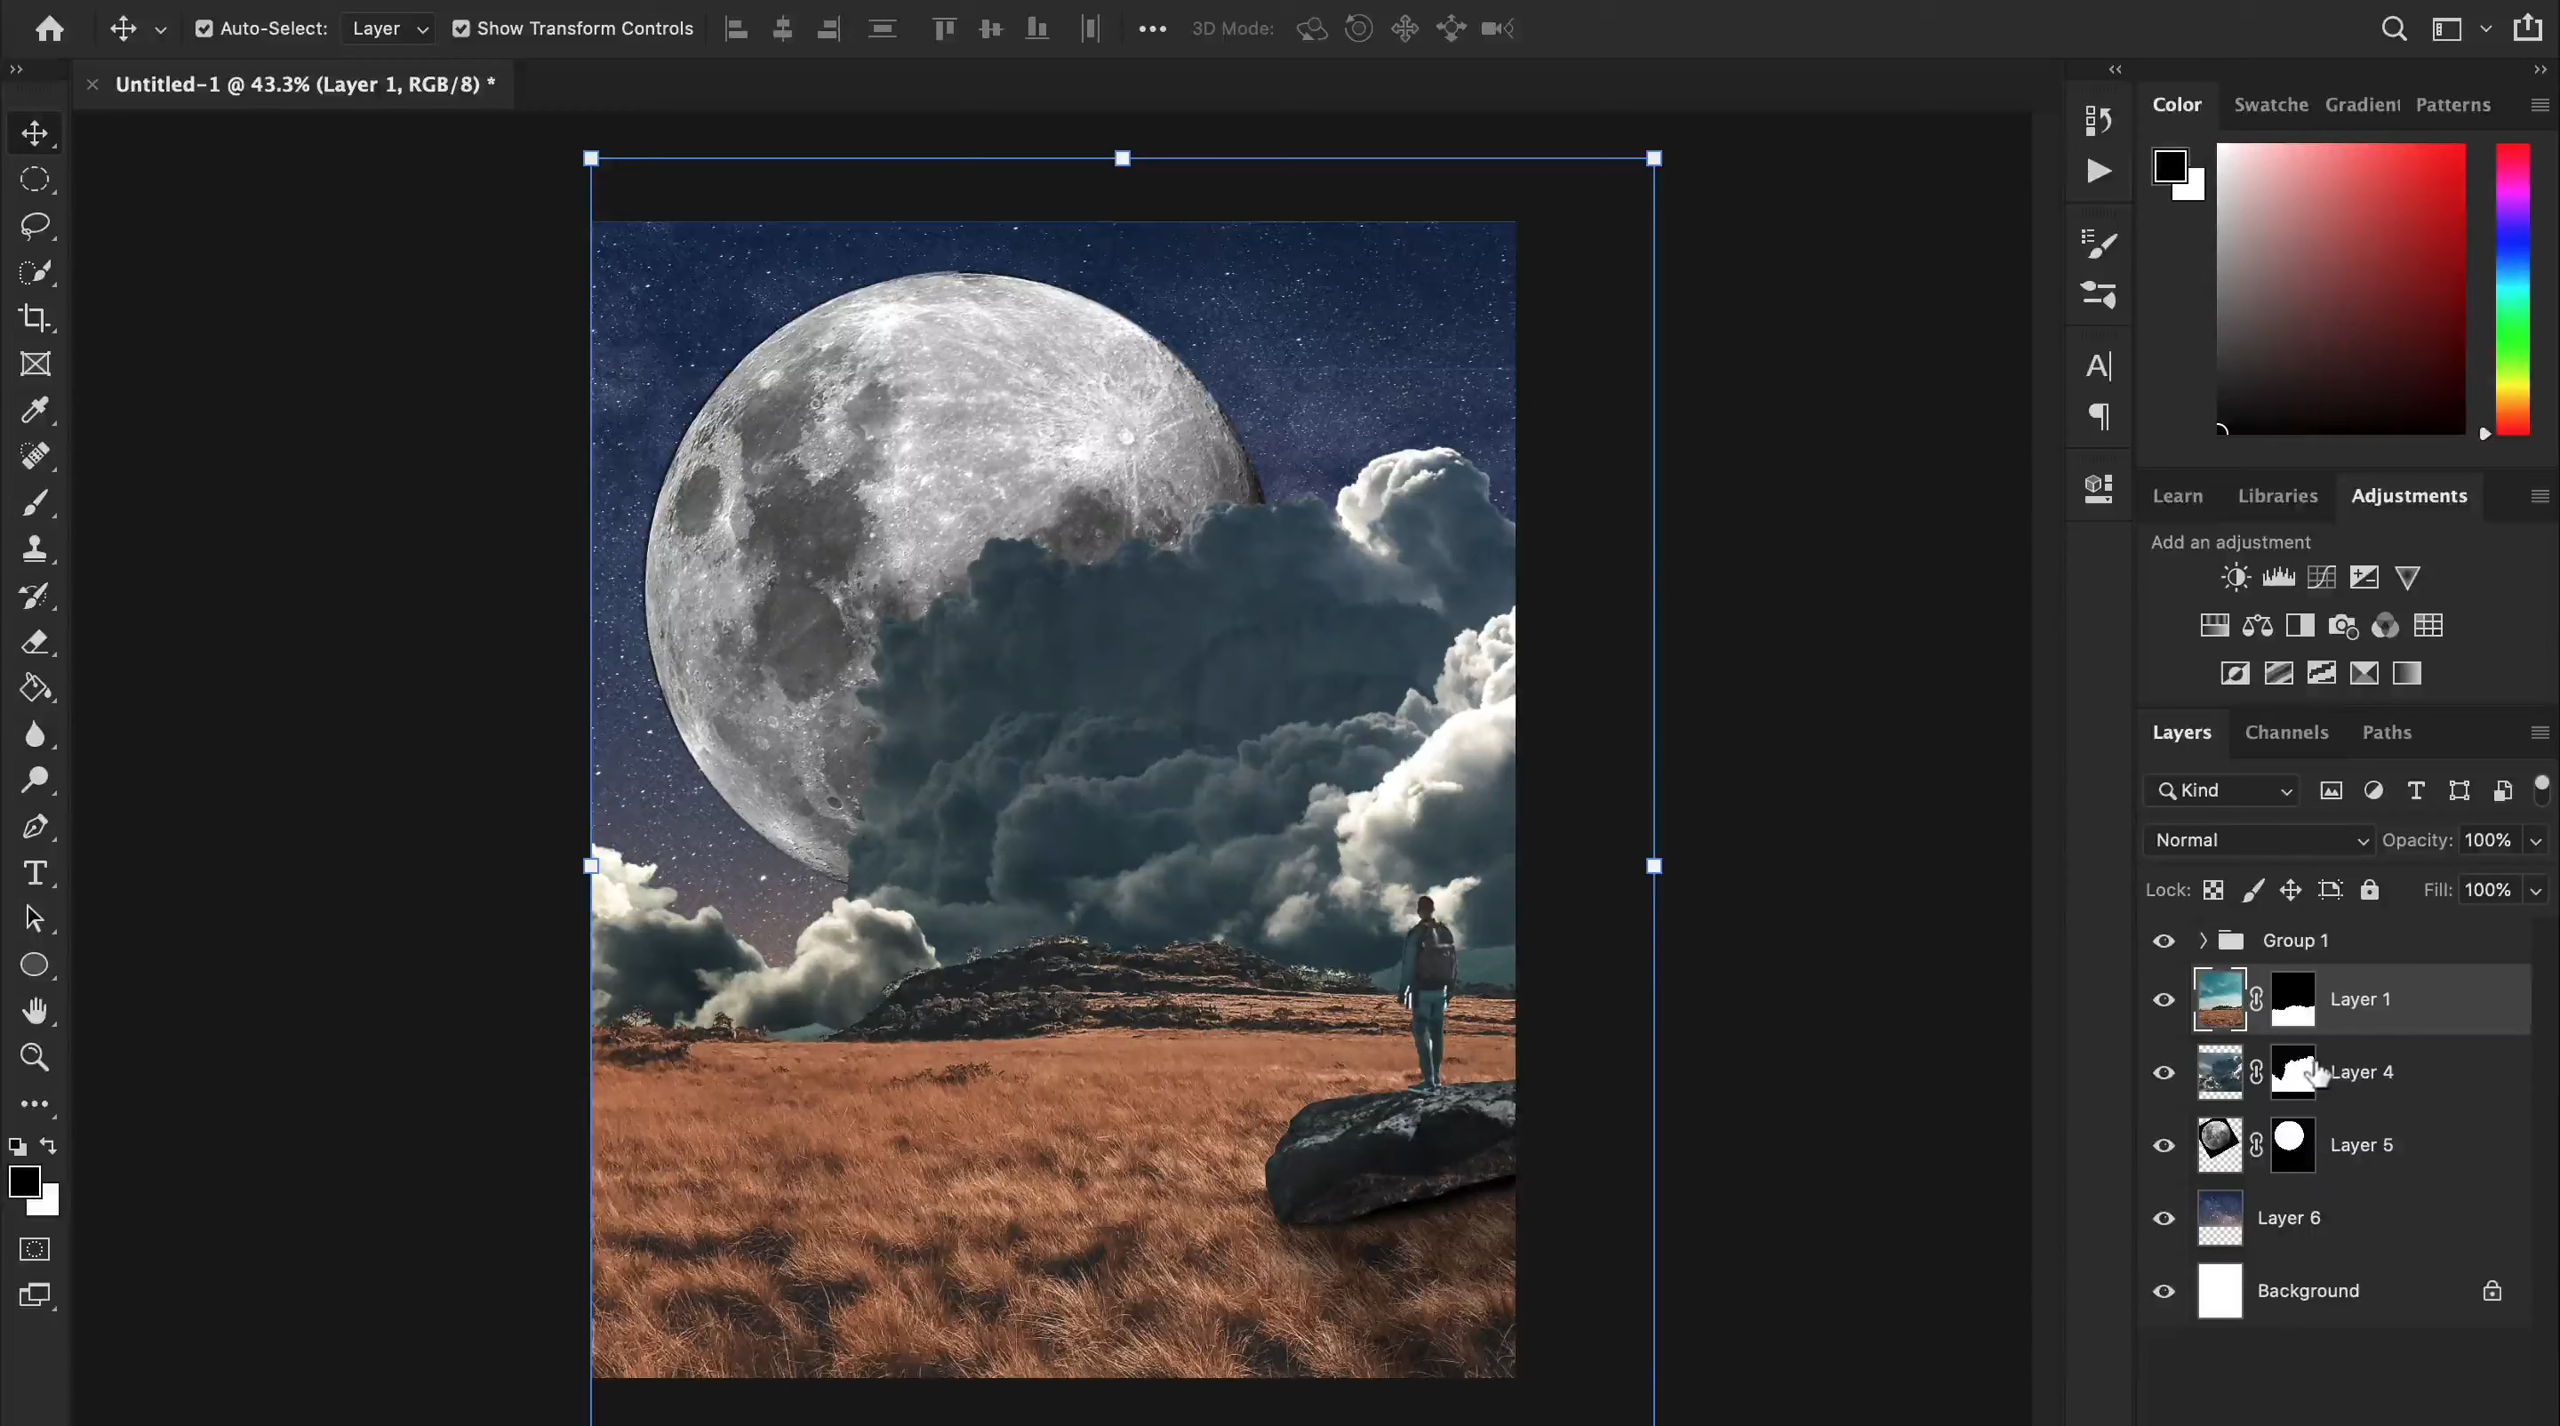 Auto-Select: Layer Show Transform Controls 3D Mode:
Untitled-1 @ 43.3% (Layer 1, RGB/8) *
Color Swatche Gradient Patterns
Learn Libraries Adjustments
Add an adjustment
Layers Channels Paths
Kind
Normal Opacity: 100%
Lock: Fill: 100%
Group 1
Layer 1
Layer 4
Layer 5
Layer 6
Background